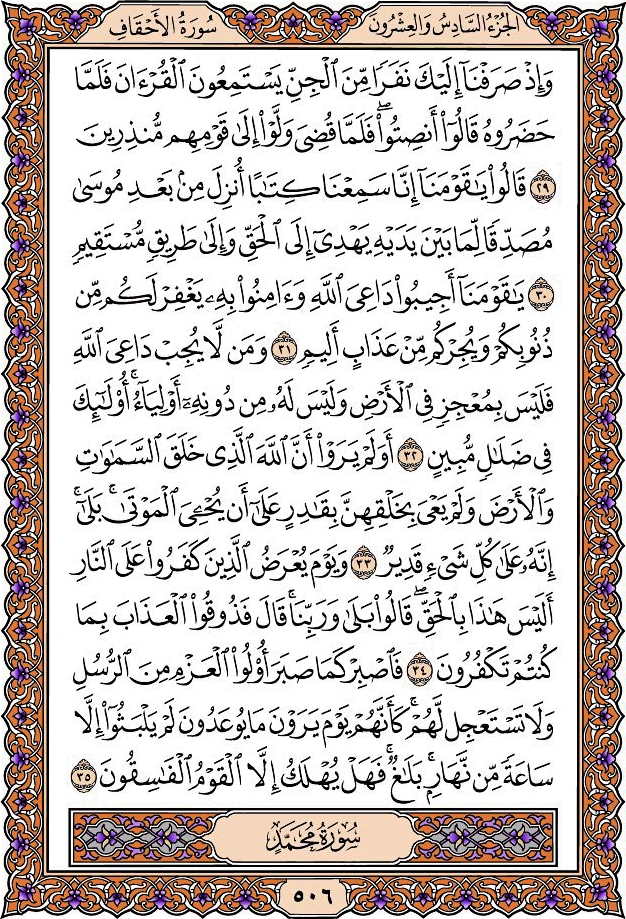 الجُزْءُ السَّادِسُ وَالعِشْرُونَ
سُورَةُ الأَحْقَافِ
وَإِذْ صَرَفْنَآ إِلَيْكَ نَفَرٗا مِّنَ ٱلْجِنِّ يَسْتَمِعُونَ ٱلْقُرْءَانَ فَلَمَّا
حَضَرُوهُ قَالُوٓاْ أَنصِتُواْۖ فَلَمَّا قُضِيَ وَلَّوْاْ إِلَىٰ قَوْمِهِم مُّنذِرِينَ
٢٩ قَالُواْ يَٰقَوْمَنَآ إِنَّا سَمِعْنَا كِتَٰبًا أُنزِلَ مِنۢ بَعْدِ مُوسَىٰ
مُصَدِّقٗا لِّمَا بَيْنَ يَدَيْهِ يَهْدِيٓ إِلَى ٱلْحَقِّ وَإِلَىٰ طَرِيقٖ مُّسْتَقِيمٖ
٣٠ يَٰقَوْمَنَآ أَجِيبُواْ دَاعِيَ ٱللَّهِ وَءَامِنُواْ بِهِۦ يَغْفِرْ لَكُم مِّن
ذُنُوبِكُمْ وَيُجِرْكُم مِّنْ عَذَابٍ أَلِيمٖ ٣١ وَمَن لَّا يُجِبْ دَاعِيَ ٱللَّهِ
فَلَيْسَ بِمُعْجِزٖ فِي ٱلْأَرْضِ وَلَيْسَ لَهُۥ مِن دُونِهِۦٓ أَوْلِيَآءُۚ أُوْلَٰٓئِكَ
فِي ضَلَٰلٖ مُّبِينٍ ٣٢ أَوَلَمْ يَرَوْاْ أَنَّ ٱللَّهَ ٱلَّذِي خَلَقَ ٱلسَّمَٰوَٰتِ
وَٱلْأَرْضَ وَلَمْ يَعْيَ بِخَلْقِهِنَّ بِقَٰدِرٍ عَلَىٰٓ أَن يُحْـِۧيَ ٱلْمَوْتَىٰۚ بَلَىٰٓۚ
إِنَّهُۥ عَلَىٰ كُلِّ شَيْءٖ قَدِيرٞ ٣٣ وَيَوْمَ يُعْرَضُ ٱلَّذِينَ كَفَرُواْ عَلَى ٱلنَّارِ
أَلَيْسَ هَٰذَا بِٱلْحَقِّۖ قَالُواْ بَلَىٰ وَرَبِّنَاۚ قَالَ فَذُوقُواْ ٱلْعَذَابَ بِمَا
كُنتُمْ تَكْفُرُونَ ٣٤ فَٱصْبِرْ كَمَا صَبَرَ أُوْلُواْ ٱلْعَزْمِ مِنَ ٱلرُّسُلِ
وَلَا تَسْتَعْجِل لَّهُمْۚ كَأَنَّهُمْ يَوْمَ يَرَوْنَ مَا يُوعَدُونَ لَمْ يَلْبَثُوٓاْ إِلَّا
سَاعَةٗ مِّن نَّهَارِۭۚ بَلَٰغٞۚ فَهَلْ يُهْلَكُ إِلَّا ٱلْقَوْمُ ٱلْفَٰسِقُونَ ٣٥
سُورَةُ مُحَمَّدٍ
٥٠٦